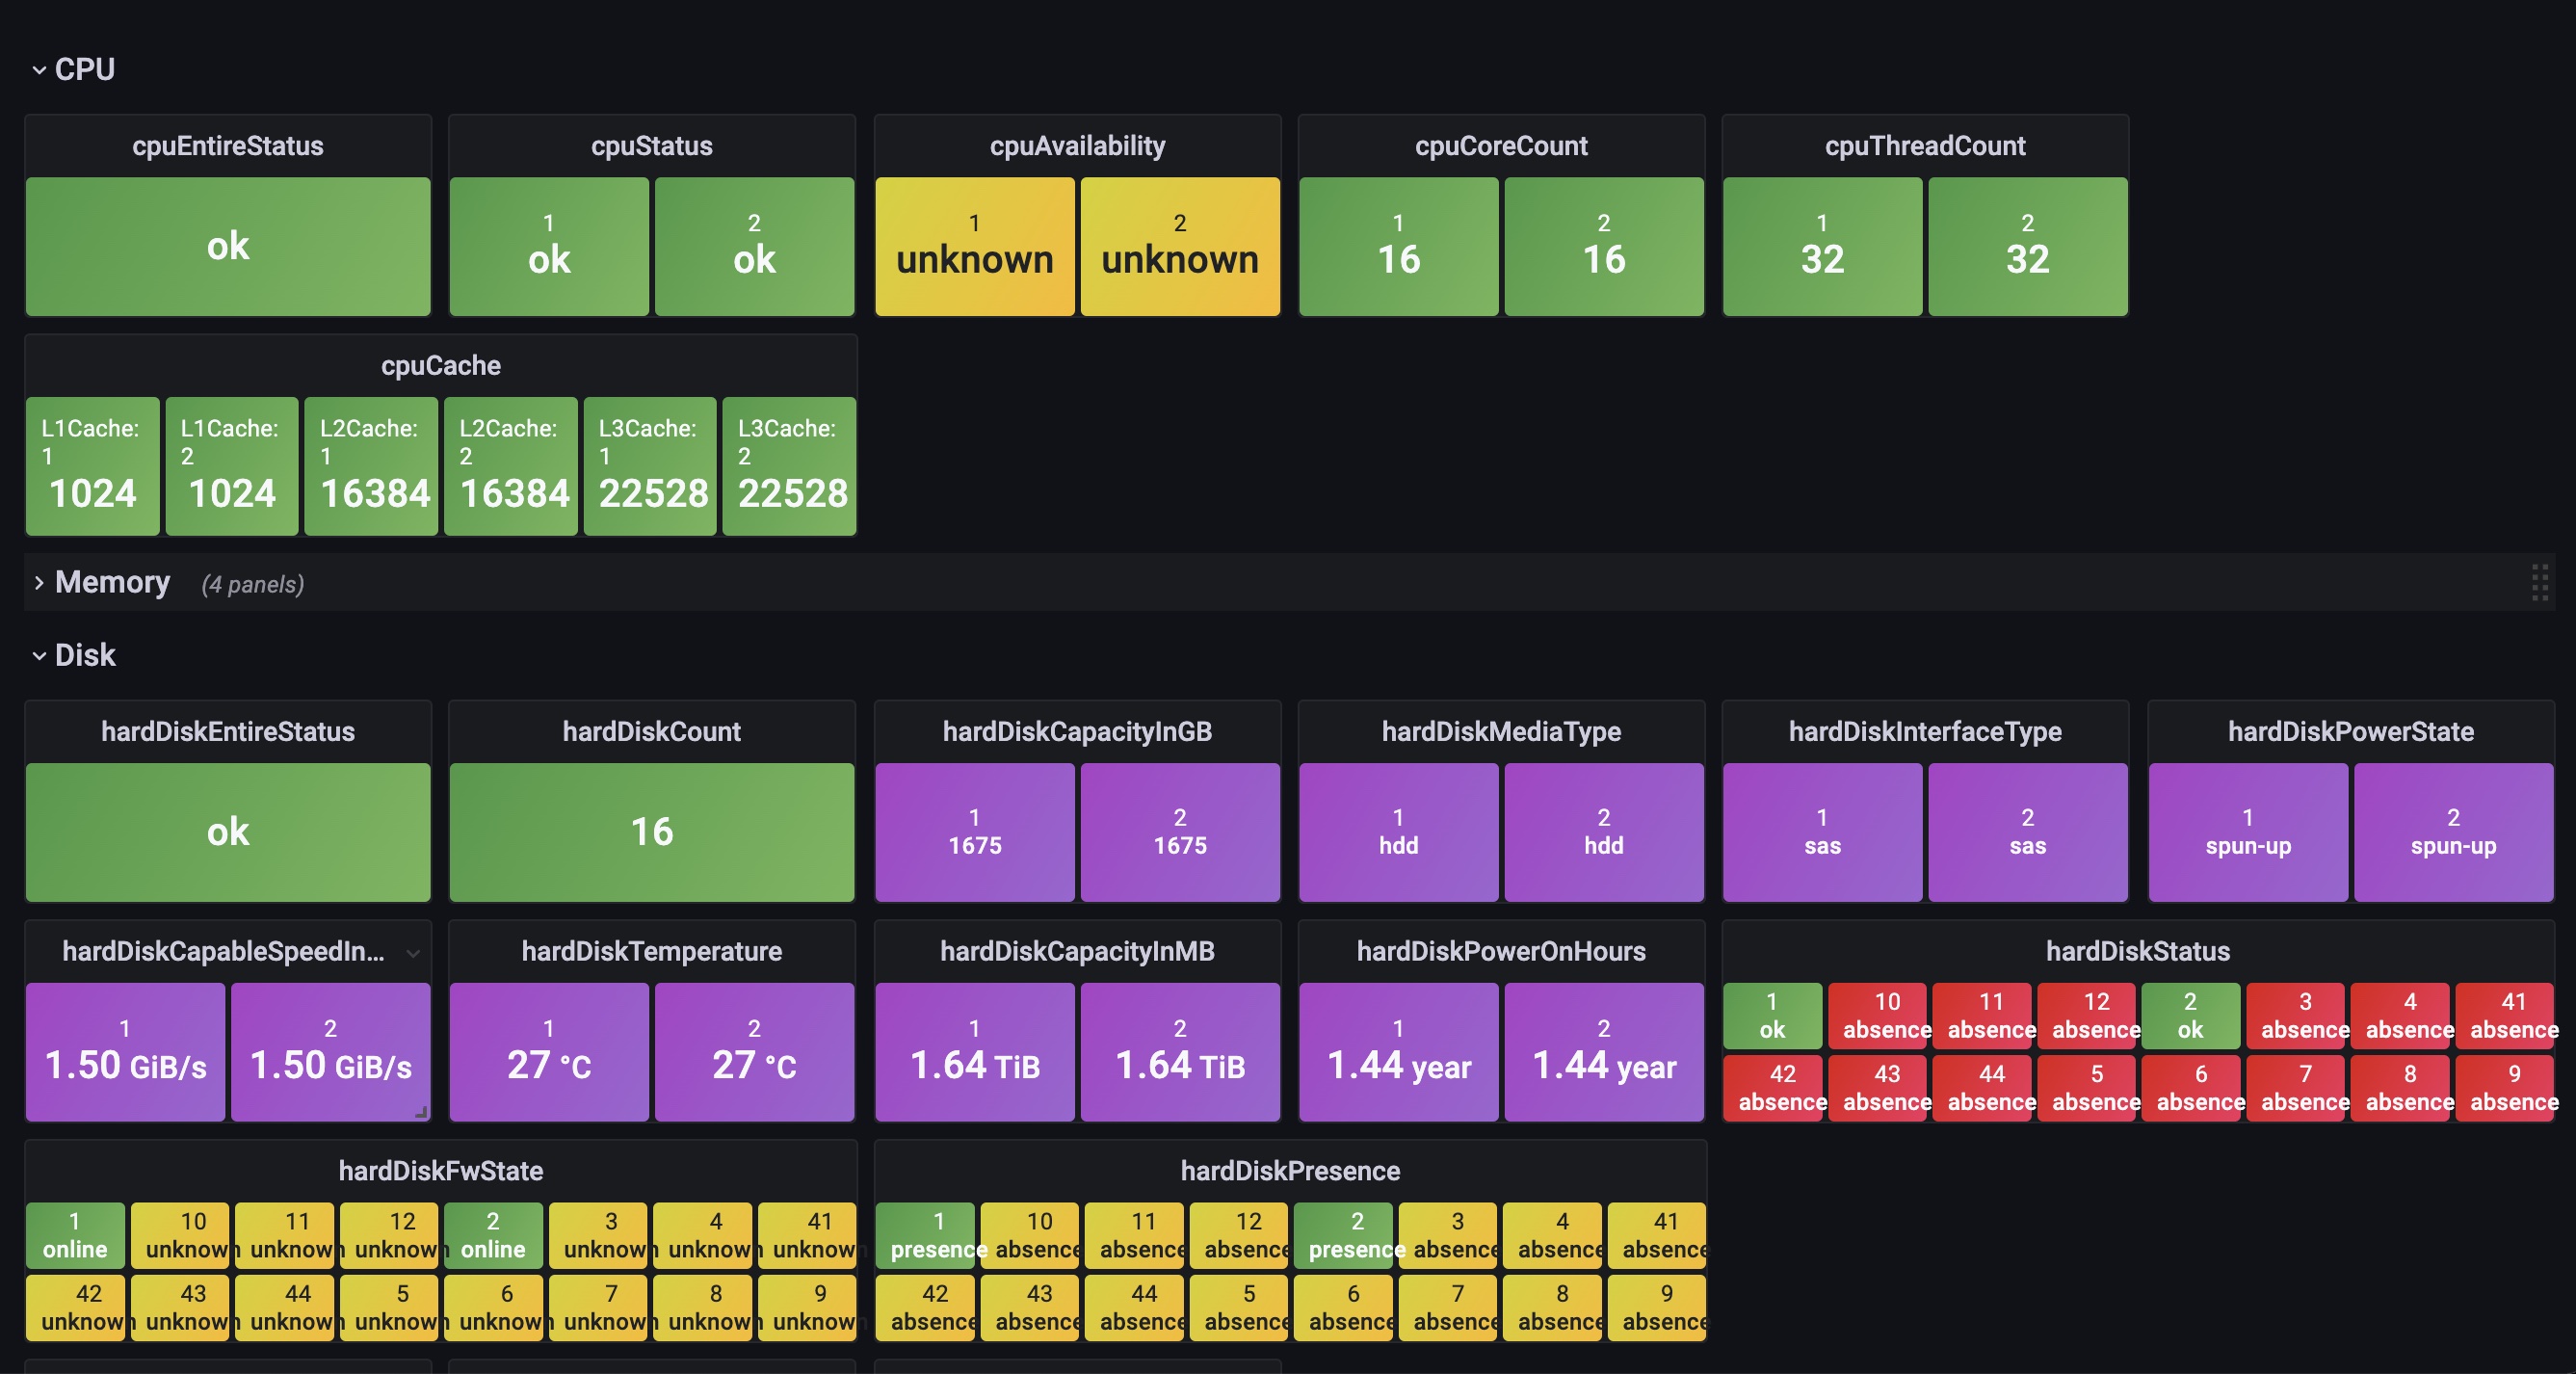 CPU
cpuEntireStatus
ok
cpuStatus
1
ok
2
ok
cpuAvailability
1
unknown
2
unknown
cpuCoreCount
1
16
2
16
cpuThreadCount
1
32
2
32
cpuCache
L1Cache:
1
1024
L1Cache:
2
1024
L2Cache:
1
16384
L2Cache:
2
16384
L3Cache:
1
22528
L3Cache:
2
22528
Memory (4 panels)
Disk
hardDiskEntireStatus
ok
hardDiskCount
16
hardDiskCapacityInGB
1
1675
2
1675
hardDiskMediaType
1
hdd
2
hdd
hardDiskInterfaceType
1
sas
2
sas
hardDiskPowerState
1
spun-up
2
spun-up
hardDiskCapableSpeedIn...
1
1.50 GiB/s
2
1.50 GiB/s
hardDiskTemperature
1
27 °C
2
27 °C
hardDiskCapacityInMB
1
1.64 TiB
2
1.64 TiB
hardDiskPowerOnHours
1
1.44 year
2
1.44 year
hardDiskStatus
1
ok
10
absence
11
absence
12
absence
2
ok
3
absence
4
absence
41
absence
42
absence
43
absence
44
absence
5
absence
6
absence
7
absence
8
absence
9
absence
hardDiskFwState
1
online
10
unknown
11
unknown
12
unknown
2
online
3
unknown
4
unknown
41
unknown
42
unknown
43
unknown
44
unknown
5
unknown
6
unknown
7
unknown
8
unknown
9
unknown
hardDiskPresence
1
presence
10
absence
11
absence
12
absence
2
presence
3
absence
4
absence
41
absence
42
absence
43
absence
44
absence
5
absence
6
absence
7
absence
8
absence
9
absence